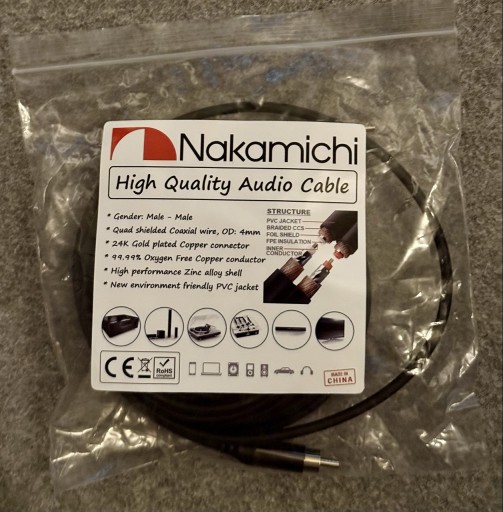 Nakamichi
High Quality Audio Cable
* Gender: Male - Male
* Quad shielded Coaxial wire, OD: 4mm
* 24K Gold plated Copper connector
* 99.99% Oxygen Free Copper conductor
* High performance Zinc alloy shell
* New environment friendly PVC jacket
STRUCTURE
PVC JACKET
BRAIDED CCS
FOIL SHIELD
FPE INSULATION
INNER
CONDUCTOR
CE
RoHS
compliant
MADE IN
CHINA